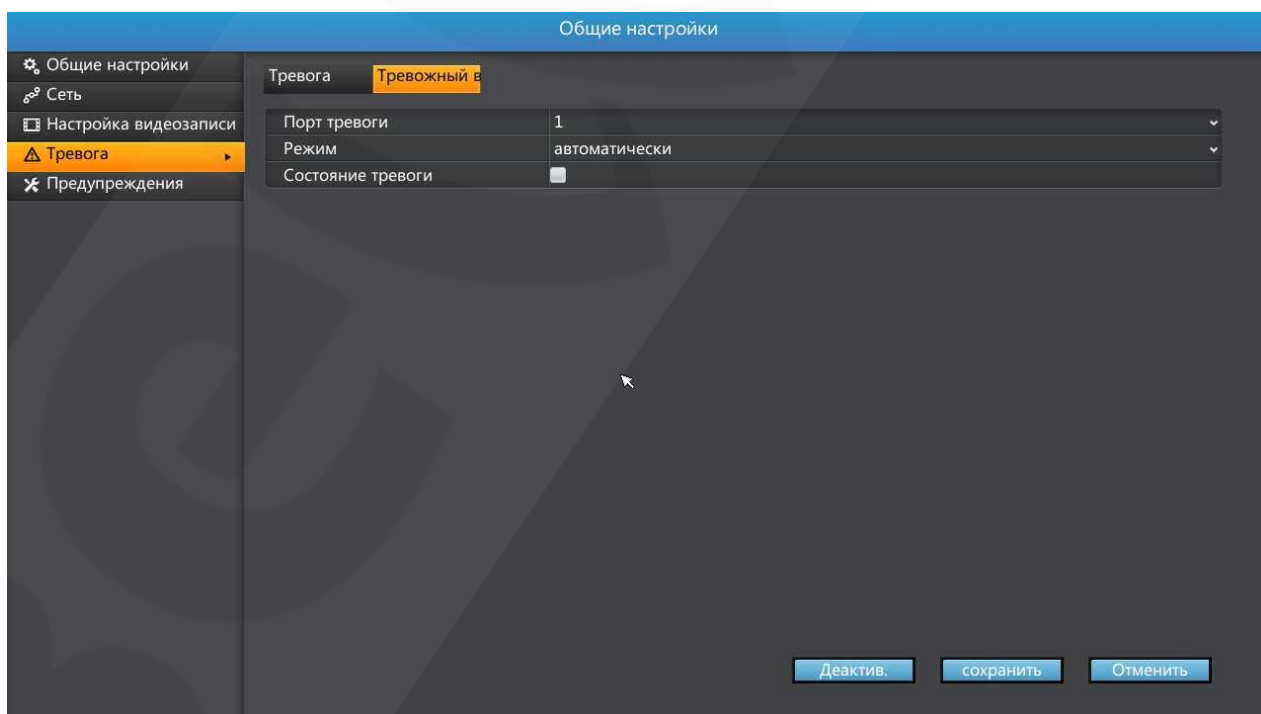 Общие настройки
Общие настройки
Сеть
Настройка видеозаписи
Тревога
Предупреждения
Тревога Тревожный в
Порт тревоги 1
Режим автоматически
Состояние тревоги
Деактив. сохранить Отменить